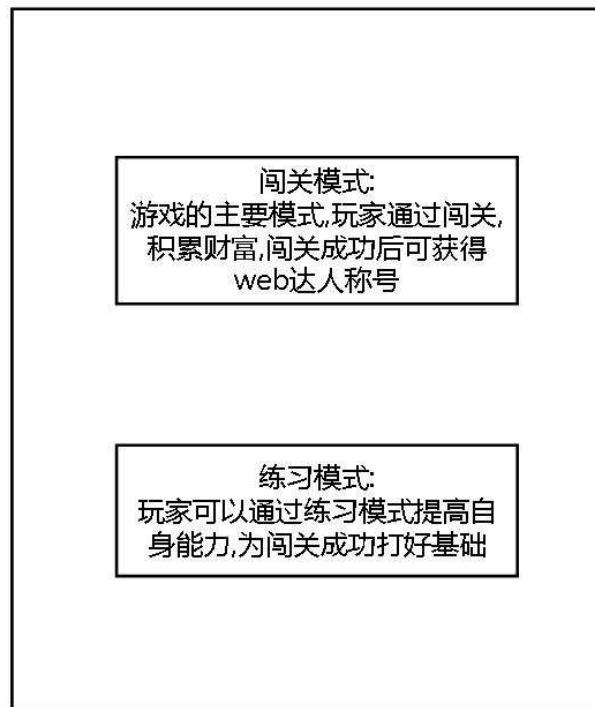 闯关模式:
游戏的主要模式,玩家通过闯关,
积累财富,闯关成功后可获得
web达人称号
练习模式:
玩家可以通过练习模式提高自
身能力,为闯关成功打好基础